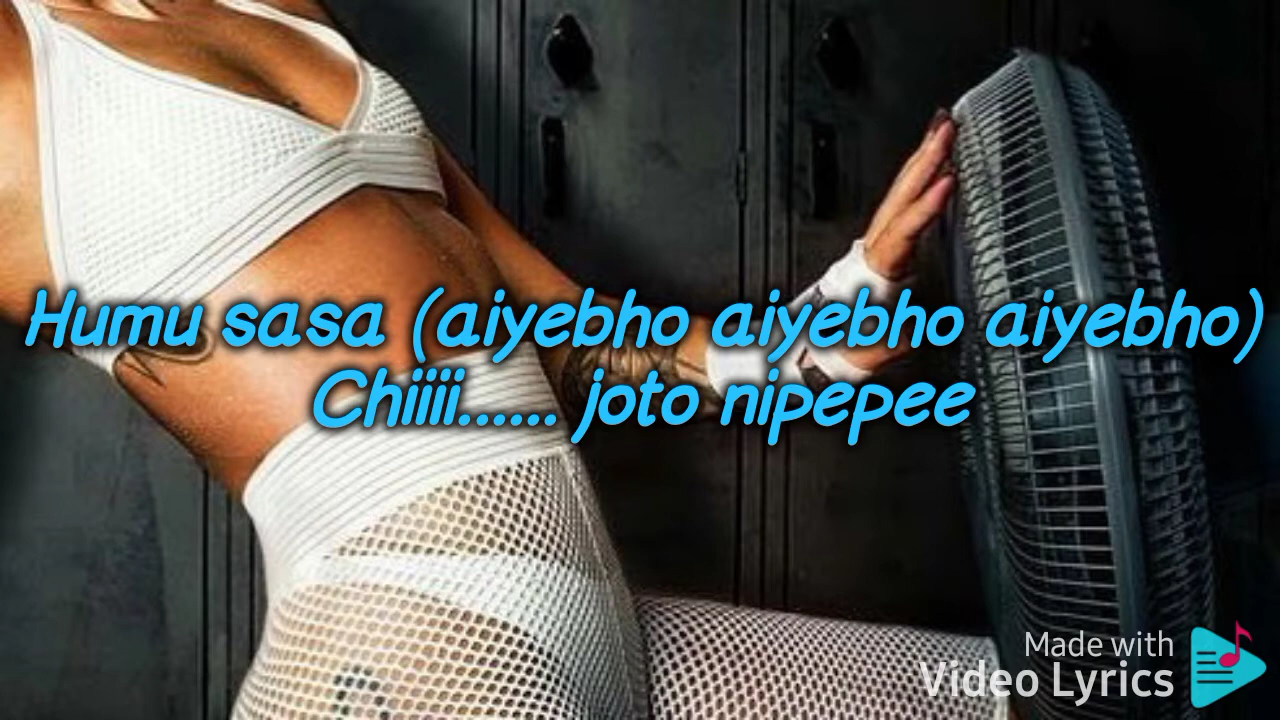 Humu sasa (aiyebho aiyebho aiyebho)
Chiiii...... joto nipepee
Made with
Video Lyrics